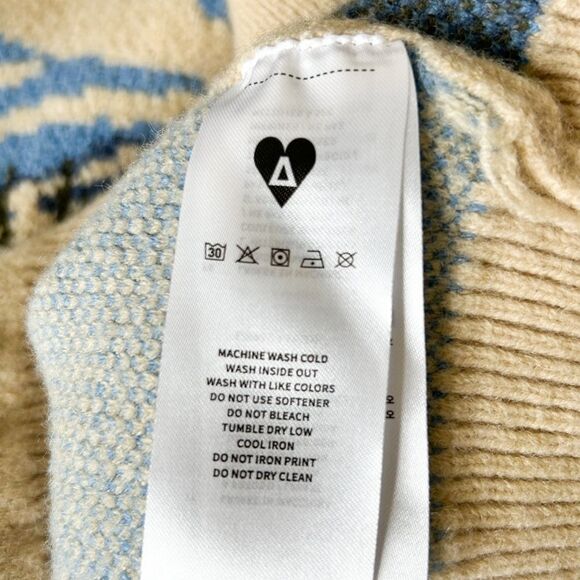 Δ
30
MACHINE WASH COLD
WASH INSIDE OUT
WASH WITH LIKE COLORS
DO NOT USE SOFTENER
DO NOT BLEACH
TUMBLE DRY LOW
COOL IRON
DO NOT IRON PRINT
DO NOT DRY CLEAN